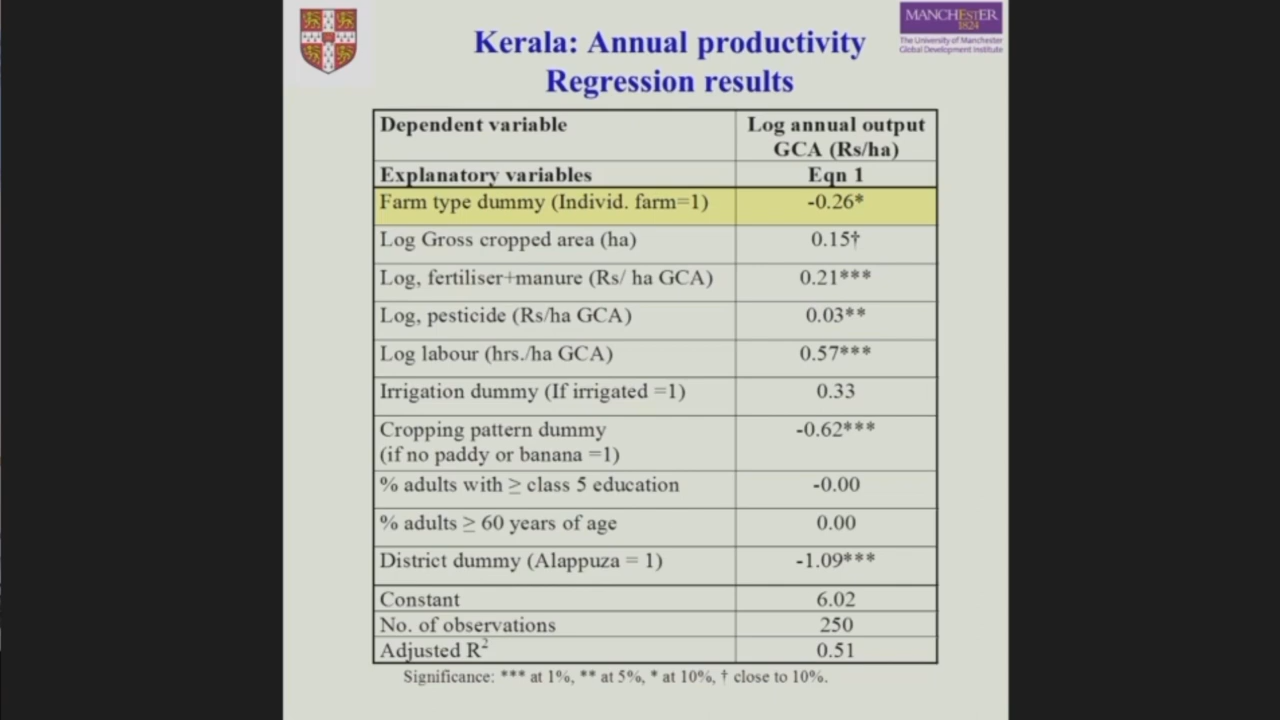 MANCHESTER
1824
The University of Manchester
Global Development Institute
Kerala: Annual productivity
Regression results
Dependent variable
Log annual output
GCA (Rs/ha)
Explanatory variables
Eqn 1
Farm type dummy (Individ. farm=1)
-0.26*
Log Gross cropped area (ha)
0.15†
Log, fertiliser+manure (Rs/ ha GCA)
0.21***
Log, pesticide (Rs/ha GCA)
0.03**
Log labour (hrs./ha GCA)
0.57***
Irrigation dummy (If irrigated =1)
0.33
Cropping pattern dummy
(if no paddy or banana =1)
-0.62***
% adults with ≥ class 5 education
-0.00
% adults ≥ 60 years of age
0.00
District dummy (Alappuza = 1)
-1.09***
Constant
6.02
No. of observations
250
Adjusted R²
0.51
Significance: *** at 1%, ** at 5%, * at 10%, † close to 10%.